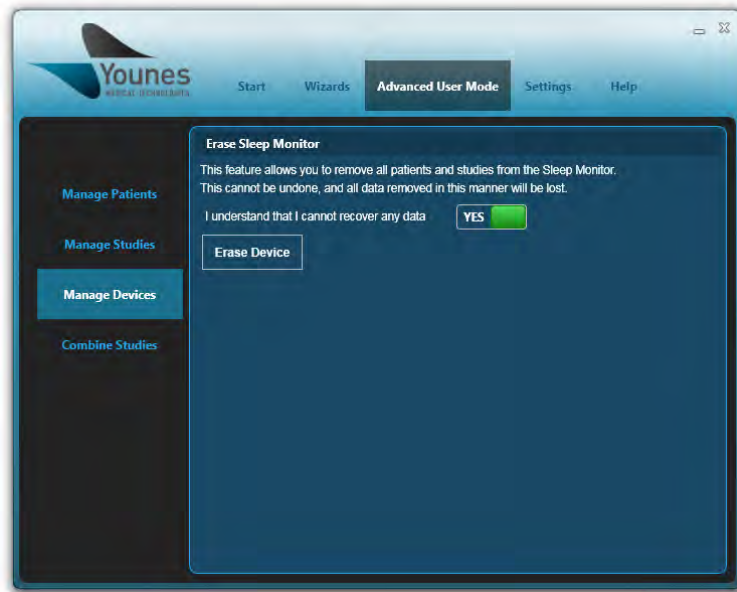 Younes
MEDICAL TECHNOLOGIES
Start Wizards Advanced User Mode Settings Help
Erase Sleep Monitor
This feature allows you to remove all patients and studies from the Sleep Monitor.
This cannot be undone, and all data removed in this manner will be lost.
I understand that I cannot recover any data YES
Erase Device
Manage Patients
Manage Studies
Manage Devices
Combine Studies